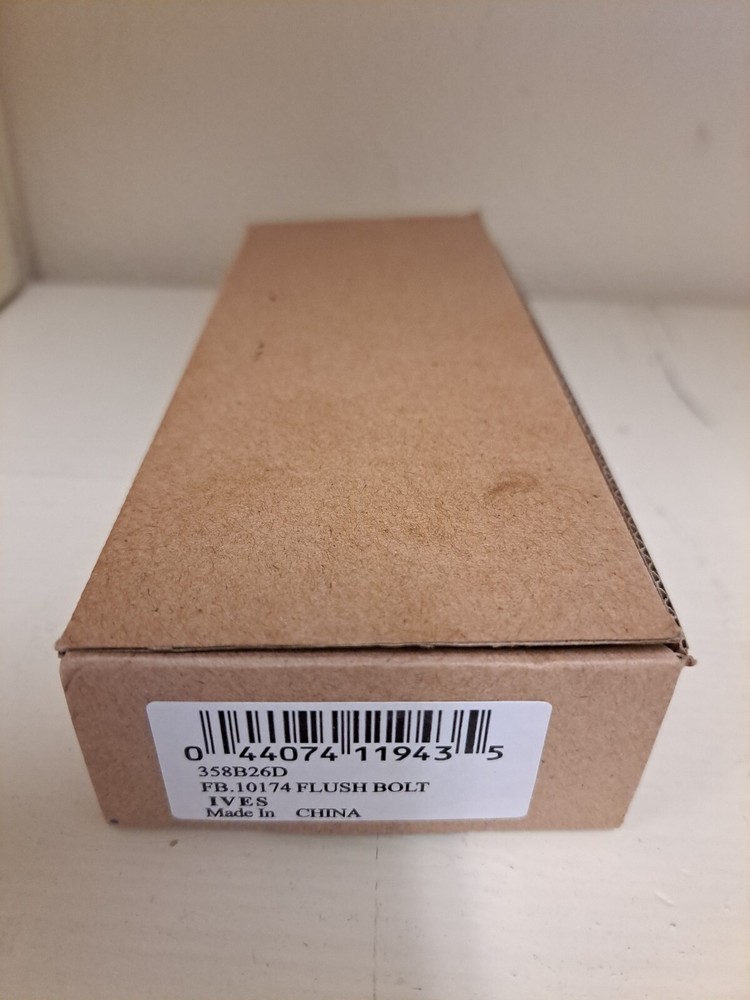 0 44074 11943 5
358B26D
FB.10174 FLUSH BOLT
IVES
Made In CHINA